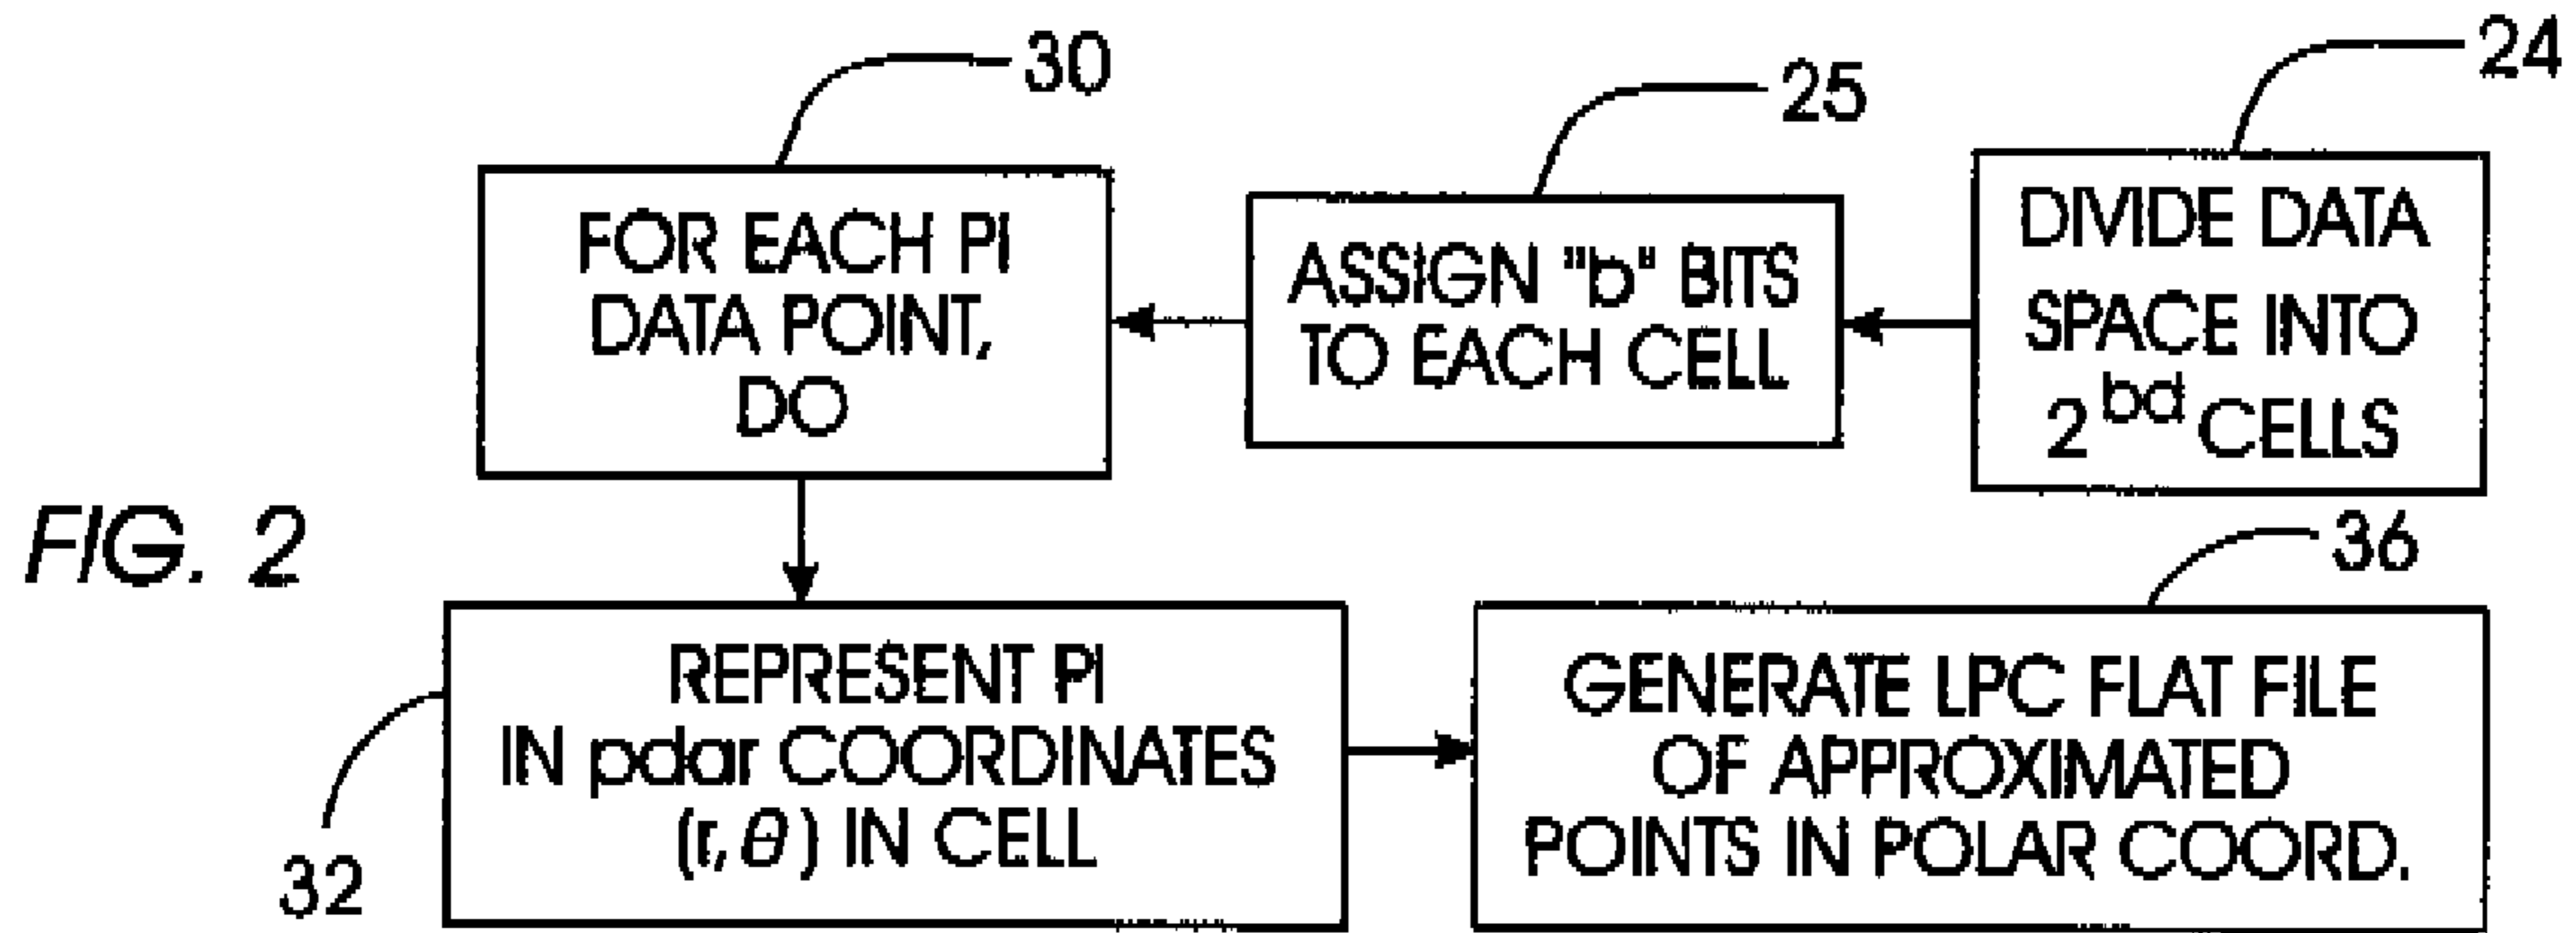 30
25
24
FOR EACH PI
DATA POINT,
DO
ASSIGN "b" BITS
TO EACH CELL
DIVIDE DATA
SPACE INTO
2^bd CELLS
FIG. 2
36
REPRESENT PI
IN pdar COORDINATES
(r, θ) IN CELL
32
GENERATE LPC FLAT FILE
OF APPROXIMATED
POINTS IN POLAR COORD.